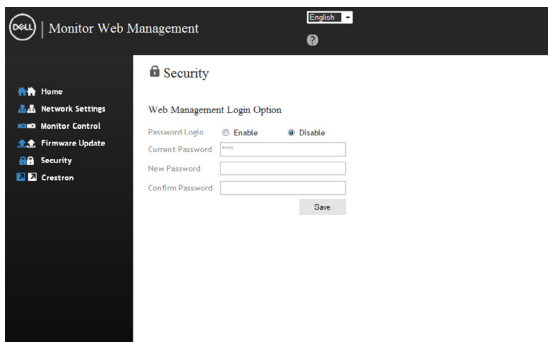 DELL
Monitor Web Management
English
?
Home
Network Settings
Monitor Control
Firmware Update
Security
Crestron
Security
Web Management Login Option
Password Login Enable Disable
Current Password ****
New Password
Confirm Password
Save